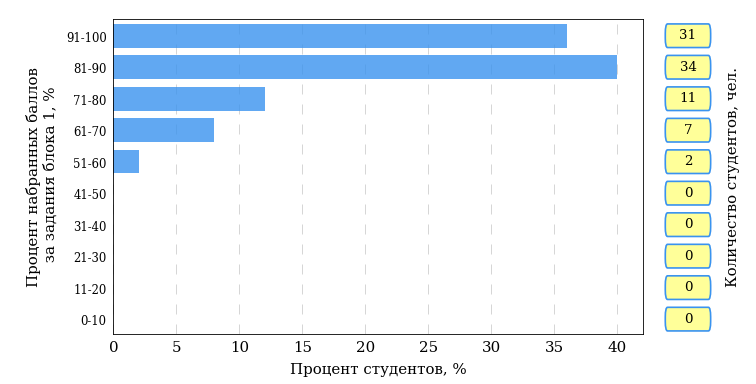 Процент набранных баллов
за задания блока 1, %
91-100 31
81-90 34
71-80 11
61-70 7
51-60 2
41-50 0
31-40 0
21-30 0
11-20 0
0-10 0
0 5 10 15 20 25 30 35 40
Процент студентов, %
Количество студентов, чел.